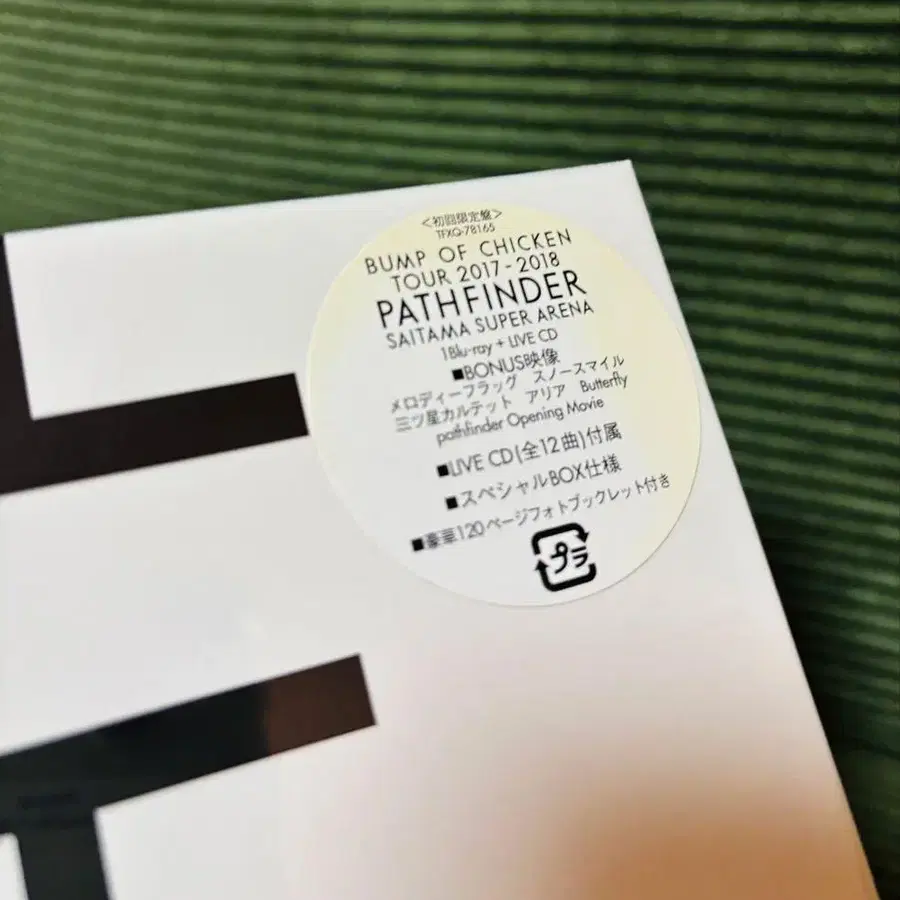 <初回限定盤>
TFXQ-78165
BUMP OF CHICKEN
TOUR 2017-2018
PATHFINDER
SAITAMA SUPER ARENA
1Blu-ray + LIVE CD
■BONUS映像
メロディーフラッグ　スノースマイル
三ツ星カルテット　アリア　Butterfly
pathfinder Opening Movie
■LIVE CD(全12曲)付属
■スペシャルBOX仕様
■豪華120ページフォトブックレット付き
プラ